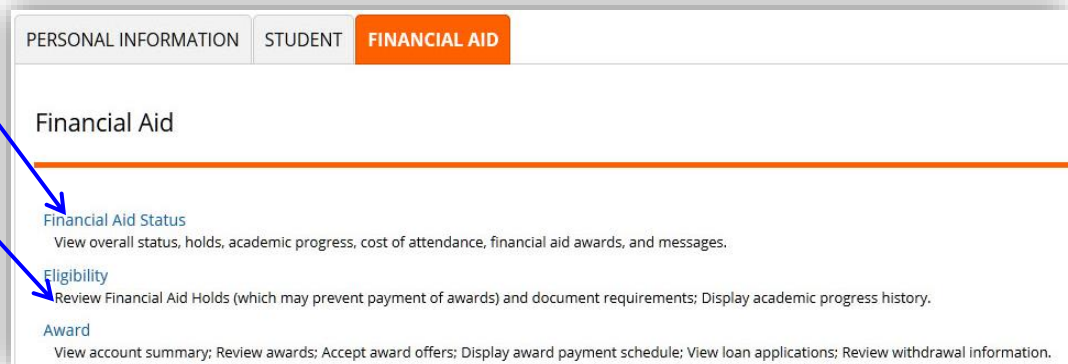 PERSONAL INFORMATION STUDENT FINANCIAL AID
Financial Aid
Financial Aid Status
View overall status, holds, academic progress, cost of attendance, financial aid awards, and messages.
Eligibility
Review Financial Aid Holds (which may prevent payment of awards) and document requirements; Display academic progress history.
Award
View account summary; Review awards; Accept award offers; Display award payment schedule; View loan applications; Review withdrawal information.